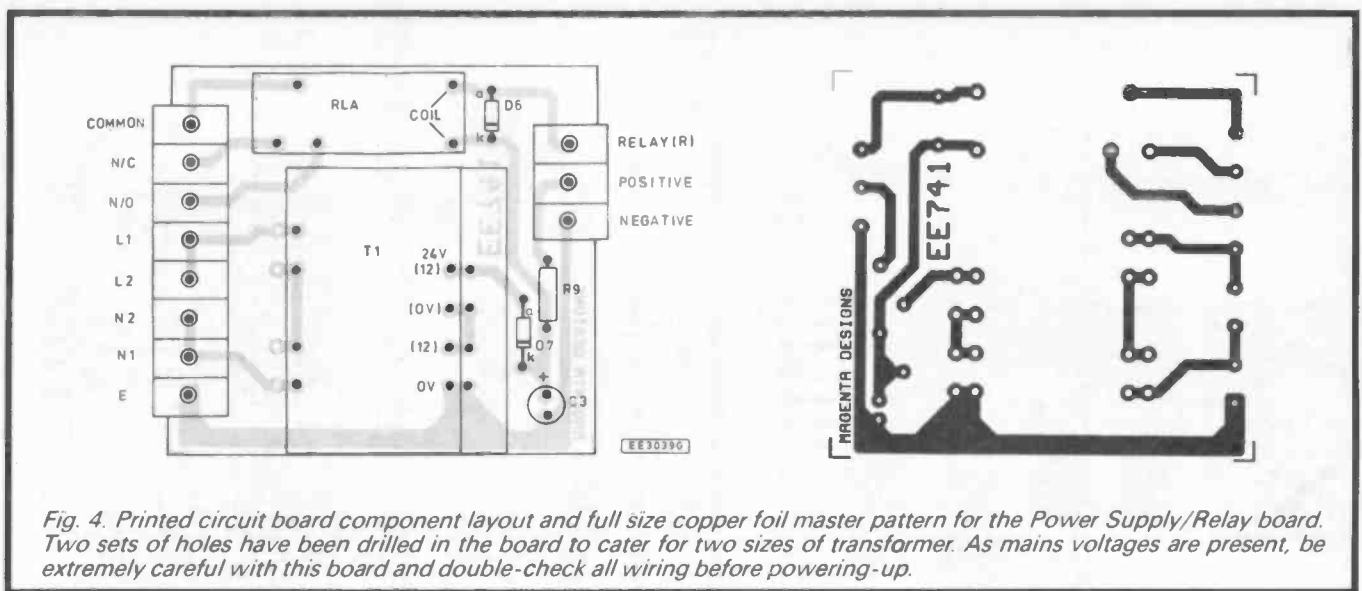 COMMON
N/C
N/O
L1
L2
N2
N1
E
RLA
COIL
a
D6
k
RELAY(R)
POSITIVE
NEGATIVE
T1
24V
(12)
(0V)
(12)
0V
R9
a
D7
k
+
C3
EE741
MAGENTA DESIGNS
EE3039G
EE741
MAGENTA DESIGNS
Fig. 4. Printed circuit board component layout and full size copper foil master pattern for the Power Supply/Relay board.
Two sets of holes have been drilled in the board to cater for two sizes of transformer. As mains voltages are present, be
extremely careful with this board and double-check all wiring before powering-up.